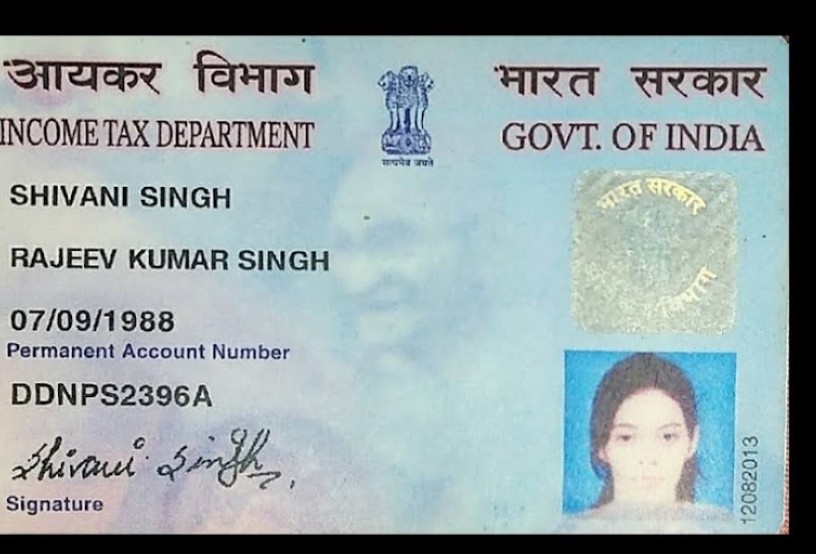 आयकर विभाग
INCOME TAX DEPARTMENT
सत्यमेव जयते
भारत सरकार
GOVT. OF INDIA
SHIVANI SINGH
RAJEEV KUMAR SINGH
07/09/1988
Permanent Account Number
DDNPS2396A
Shivani Singh
Signature
भारत सरकार
विभाग
12082013